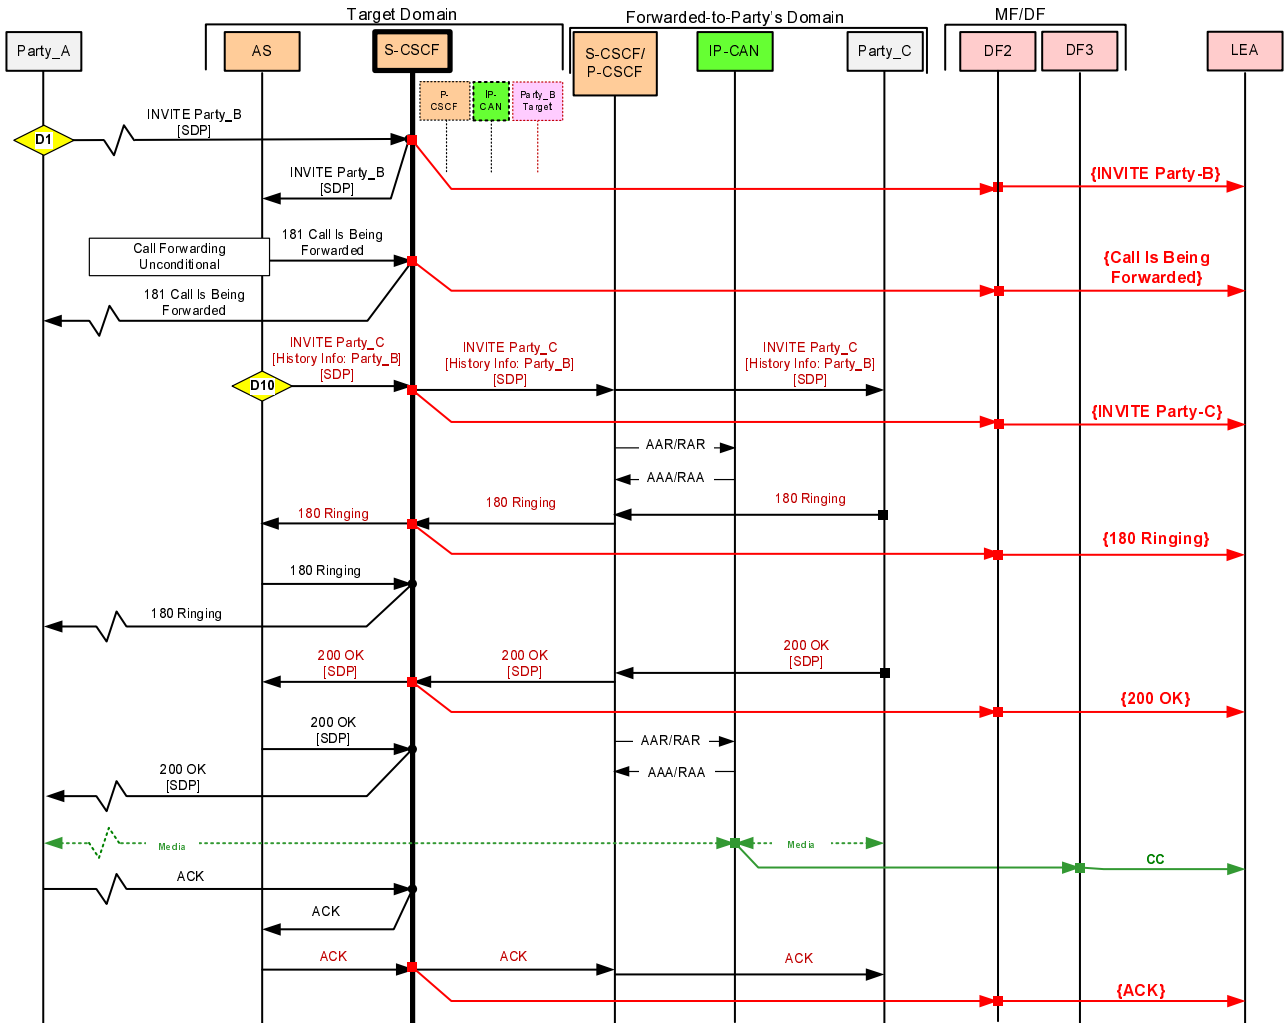 Target Domain
Forwarded-to-Party's Domain
MF/DF
Party_A
AS
S-CSCF
S-CSCF/
P-CSCF
IP-CAN
Party_C
DF2
DF3
LEA
P-
CSCF
IP-
CAN
Party_B
Target
INVITE Party_B
[SDP]
D1
INVITE Party_B
[SDP]
{INVITE Party-B}
Call Forwarding
Unconditional
181 Call Is Being
Forwarded
{Call Is Being
Forwarded}
181 Call Is Being
Forwarded
INVITE Party_C
[History Info: Party_B]
[SDP]
INVITE Party_C
[History Info: Party_B]
[SDP]
INVITE Party_C
[History Info: Party_B]
[SDP]
D10
{INVITE Party-C}
AAR/RAR
AAA/RAA
180 Ringing
180 Ringing
180 Ringing
{180 Ringing}
180 Ringing
180 Ringing
200 OK
[SDP]
200 OK
[SDP]
200 OK
[SDP]
{200 OK}
200 OK
[SDP]
AAR/RAR
200 OK
[SDP]
AAA/RAA
Media
Media
CC
ACK
ACK
ACK
ACK
ACK
{ACK}